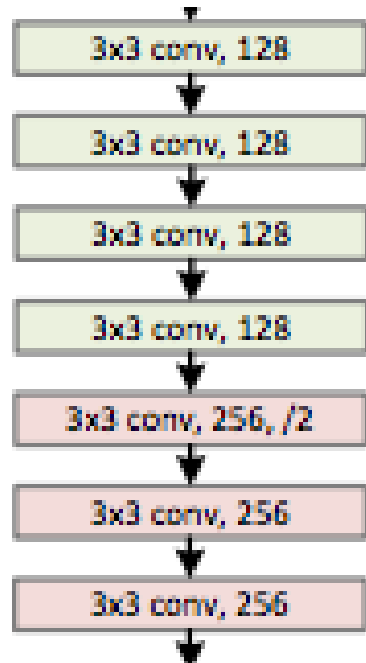 3x3 conv, 128
3x3 conv, 128
3x3 conv, 128
3x3 conv, 128
3x3 conv, 256, /2
3x3 conv, 256
3x3 conv, 256